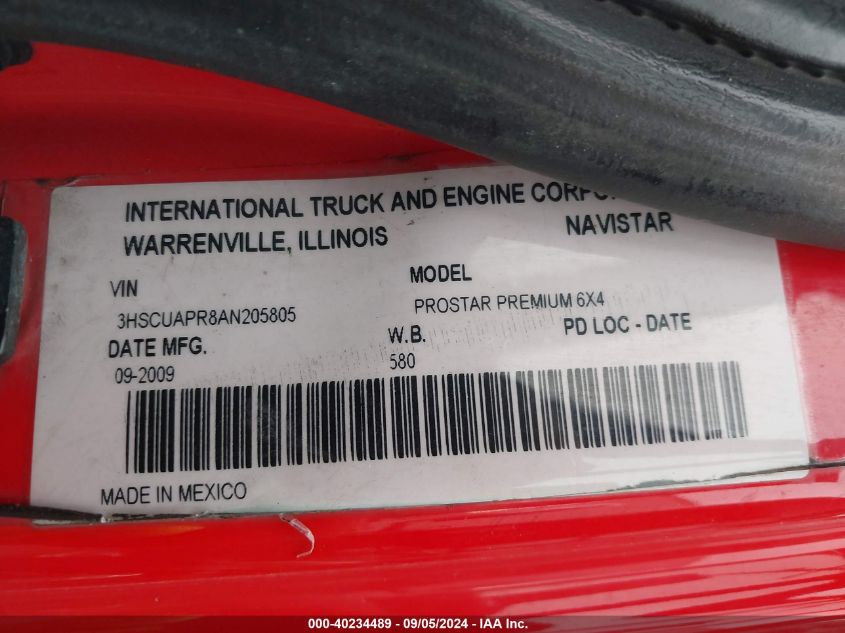 INTERNATIONAL TRUCK AND ENGINE
WARRENVILLE, ILLINOIS NAVISTAR
VIN MODEL
3HSCUAPR8AN205805 PROSTAR PREMIUM 6X4
DATE MFG. W.B. PD LOC - DATE
09-2009 580
MADE IN MEXICO
000-40234489 - 09/05/2024 - IAA Inc.